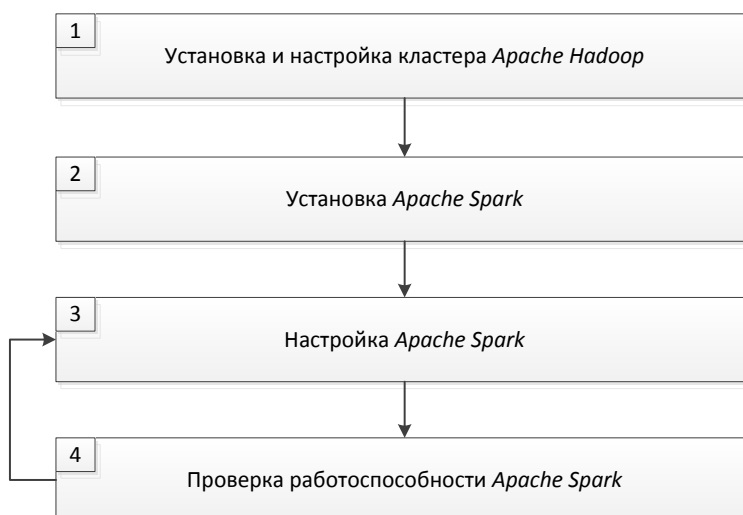 1
Установка и настройка кластера Apache Hadoop
2
Установка Apache Spark
3
Настройка Apache Spark
4
Проверка работоспособности Apache Spark